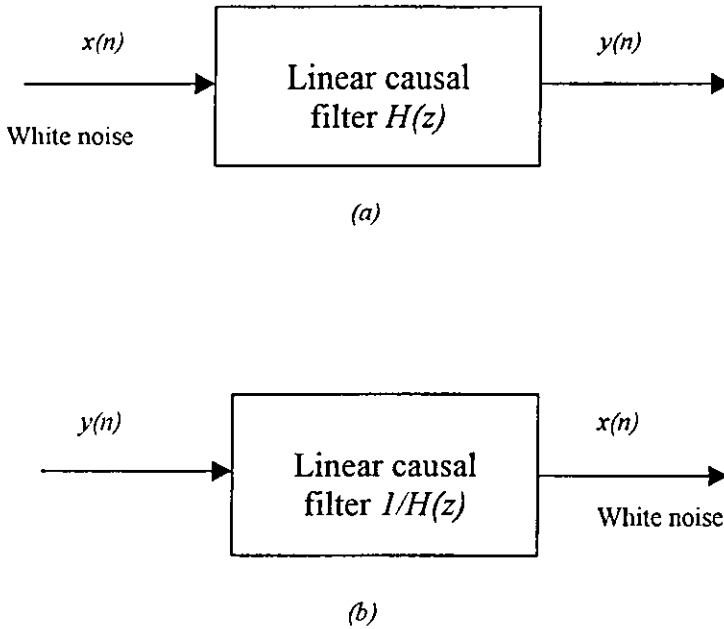 x(n)
y(n)
Linear causal
filter H(z)
White noise
(a)
y(n)
x(n)
Linear causal
filter 1/H(z)
White noise
(b)